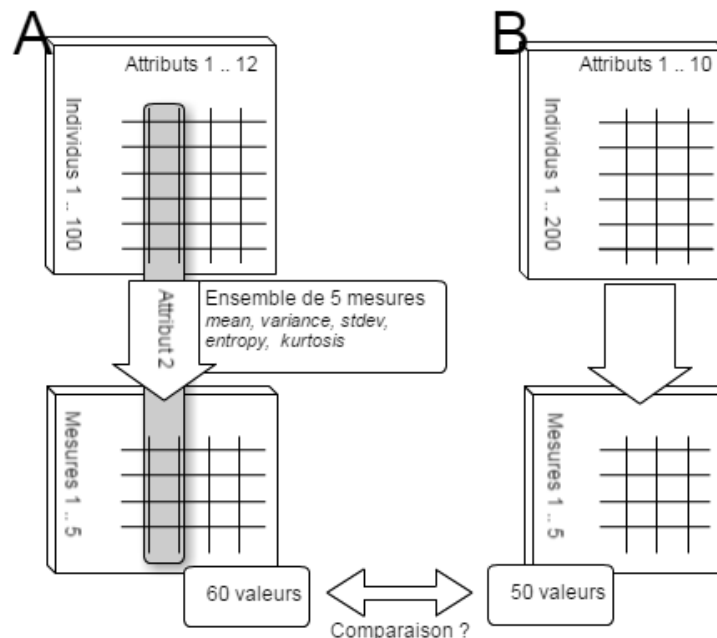 A
Attributs 1 .. 12
Individus 1 .. 100
Attribut 2
Ensemble de 5 mesures
mean, variance, stdev,
entropy, kurtosis
Mesures 1 .. 5
60 valeurs
B
Attributs 1 .. 10
Individus 1 .. 200
Mesures 1 .. 5
50 valeurs
Comparaison ?